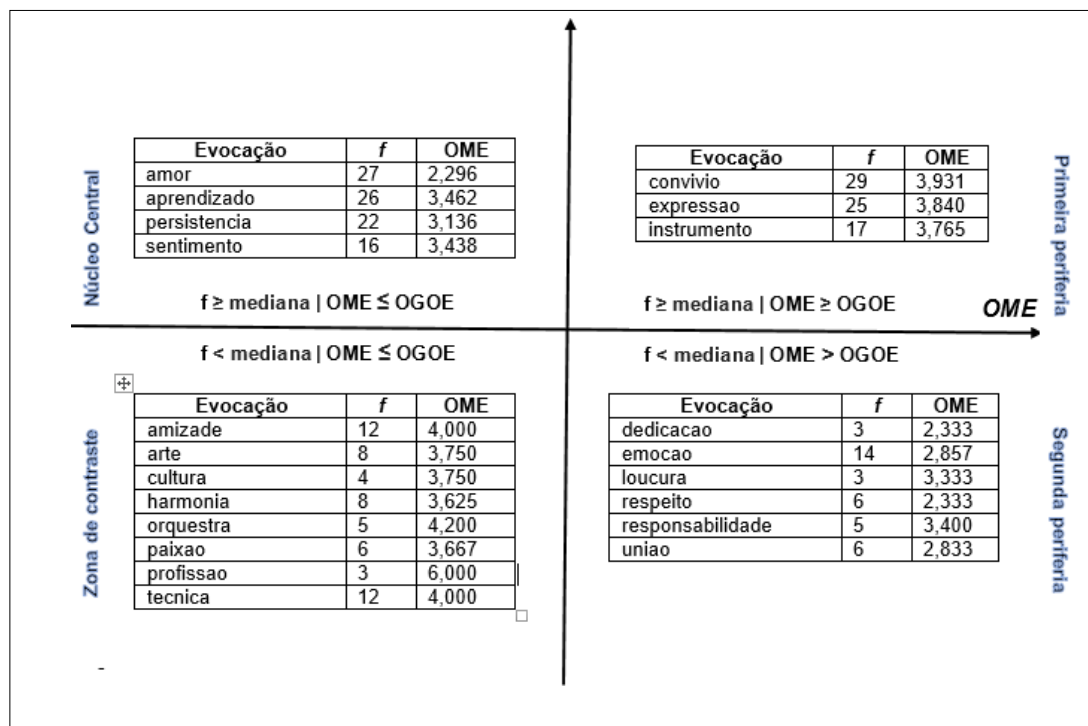 Núcleo Central
Evocação f OME
amor 27 2,296
aprendizado 26 3,462
persistencia 22 3,136
sentimento 16 3,438
f ≥ mediana | OME ≤ OGOE
Evocação f OME
convivio 29 3,931
expressao 25 3,840
instrumento 17 3,765
f ≥ mediana | OME ≥ OGOE
Primeira periferia
OME
f < mediana | OME ≤ OGOE
Zona de contraste
Evocação f OME
amizade 12 4,000
arte 8 3,750
cultura 4 3,750
harmonia 8 3,625
orquestra 5 4,200
paixao 6 3,667
profissao 3 6,000
tecnica 12 4,000
-
f < mediana | OME > OGOE
Evocação f OME
dedicacao 3 2,333
emocao 14 2,857
loucura 3 3,333
respeito 6 2,333
responsabilidade 5 3,400
uniao 6 2,833
Segunda periferia